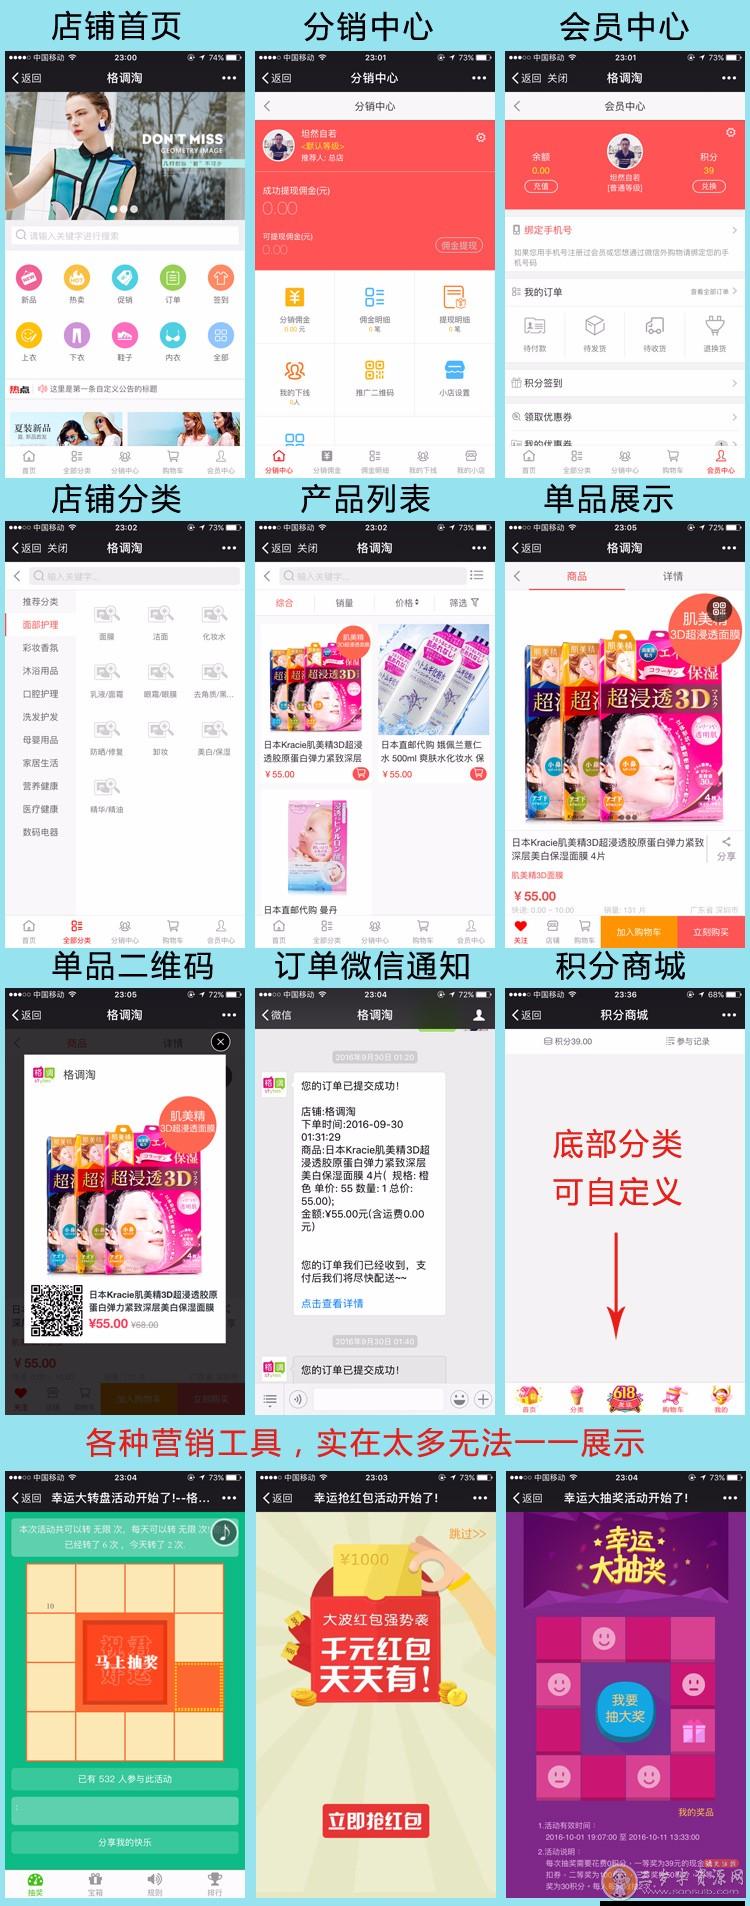 店铺首页 分销中心 会员中心
中国移动 23:00 74%
返回 格调淘
DON'T MISS
GEOMETRY IMAGE
请输入关键字进行搜索
新品 热卖 促销 订单 签到
上衣 下衣 鞋子 内衣 全部
热点 这里是第一条自定义公告的标题
夏装新品
首页 全部分类 分销中心 购物车 会员中心
中国移动 23:01 73%
返回 分销中心
分销中心
坦然自若
<默认等级>
推荐人: 总店
成功提现佣金(元)
0.00
可提现佣金(元)
0.00
佣金提现
分销佣金 佣金明细 提现明细
0.00 元 0 笔 0 笔
我的下线 推广二维码 小店设置
0人
分销中心 分销佣金 佣金明细 我的下线 我的小店
中国移动 23:01 73%
返回 关闭 格调淘
会员中心
余额 积分
0.00 39
充值 坦然自若 兑换
[普通等级]
绑定手机号
如果您用手机号注册过会员或您想通过微信外购物请绑定您的手
机号码
我的订单 查看全部订单
待付款 待发货 待收货 退换货
积分签到
领取优惠券
我的优惠券 1
首页 全部分类 分销中心 购物车 会员中心
店铺分类 产品列表 单品展示
中国移动 23:02 73%
返回 关闭 格调淘
输入关键字...
推荐分类
面部护理
彩妆香氛
沐浴用品
口腔护理
洗发护发
母婴用品
家居生活
营养健康
医疗健康
数码电器
面膜 洁面 化妆水
乳液/面霜 眼霜/眼膜 去角质/黑...
防晒/修复 卸妆 美白/保湿
精华/精油
首页 全部分类 分销中心 购物车 会员中心
中国移动 23:02 73%
返回 关闭 格调淘
输入关键字...
综合 销量 价格 筛选
肌美精
3D超浸透面膜
日本Kracie肌美精3D超浸
透胶原蛋白弹力紧致深层
¥ 55.00
日本直邮代购 娥佩兰薏仁
水 500ml 爽肤水化妆水 保
¥ 55.00
日本直邮代购 曼丹
首页 全部分类 分销中心 购物车 会员中心
中国移动 23:05 72%
返回 格调淘
商品 详情
肌美精
3D超浸透面膜
超浸透3D
保湿
コラーゲン
透明肌
小鼻
アゴ下
日本Kracie肌美精3D超浸透胶原蛋白弹力紧致
深层美白保湿面膜 4片
分享
肌美精3D面膜
¥ 55.00
快递: 0.00 ~ 10.00 销量: 131 片 广东省 深圳市
关注 店铺 购物车 加入购物车 立刻购买
单品二维码 订单微信通知 积分商城
中国移动 23:05 72%
返回 格调淘
商品 详情
格调 格调淘
styles
肌美精
3D超浸透面膜
超浸透3D
日本Kracie肌美精3D超浸透胶原
蛋白弹力紧致深层美白保湿面膜
¥55.00 ¥68.00
¥ 55.00
关注 店铺 购物车 加入购物车 立刻购买
中国移动 23:04 72%
微信 格调淘
2016年9月30日 01:20
您的订单已提交成功！
店铺:格调淘
下单时间:2016-09-30
01:31:29
商品:日本Kracie肌美精3D超
浸透胶原蛋白弹力紧致深层
美白保湿面膜 4片( 规格: 橙
色 单价: 55 数量: 1 总价:
55.00);
金额:¥55.00元(含运费0.00
元)
您的订单我们已经收到，支
付后我们将尽快配送~~
点击查看详情
2016年9月30日 01:40
您的订单已提交成功！
中国移动 23:36 68%
返回 积分商城
积分39.00 参与记录
底部分类
可自定义
首页 分类 618 购物车 我的
各种营销工具，实在太多无法一一展示
中国移动 23:04 73%
返回 幸运大转盘活动开始了!--格...
本次活动共可以转 无限 次，每天可以转 无限 次!
已经转了 6 次 ，今天转了 2 次.
10
祝君
马上抽奖
好运
已有 532 人参与此活动
:
分享我的快乐
抽奖 宝箱 规则 排行
中国移动 23:03 73%
返回 幸运抢红包活动开始了!
跳过>>
¥1000
大波红包强势袭
千元红包
天天有!
立即抢红包
中国移动 23:04 73%
返回 幸运大抽奖活动开始了!
幸运
大抽奖
我要
抽大奖
我的奖品
1.活动有效时间：
2016-10-01 19:07:00 至 2016-10-11 13:33:00
2.活动说明：
每次抽奖需要花费0积分，一等奖为39元的现金
扣券，二等奖为
奖为30积分，每人
三岁半资源网
www.sansuib.com